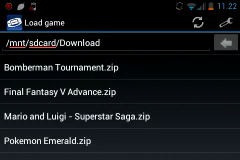 11.22
Load game
/mnt/sdcard/Download
Bomberman Tournament.zip
Final Fantasy V Advance.zip
Mario and Luigi - Superstar Saga.zip
Pokemon Emerald.zip